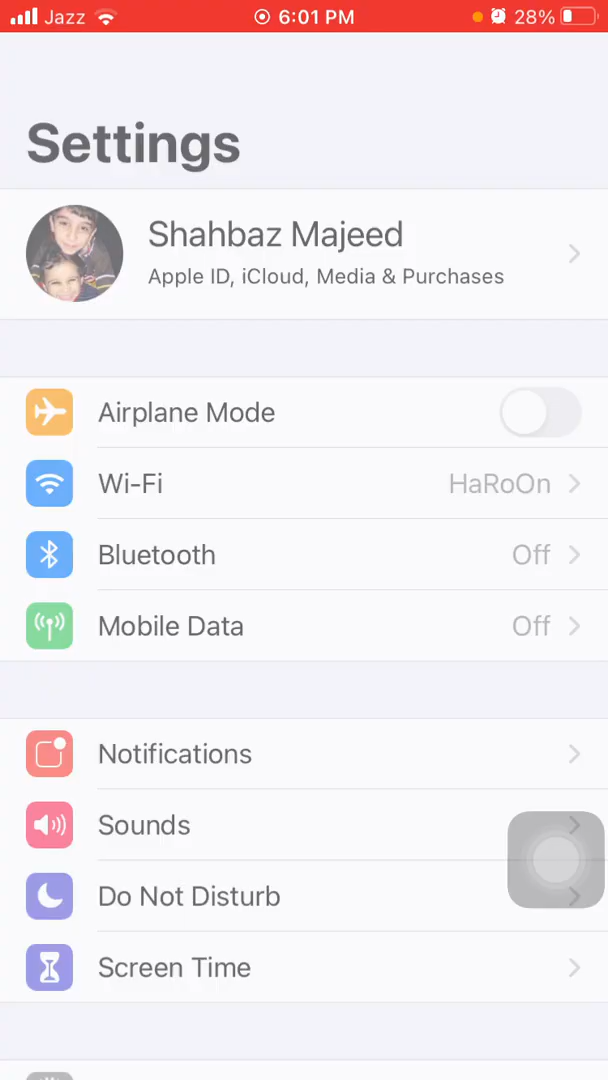 Jazz 6:01 PM 28%
Settings
Shahbaz Majeed
Apple ID, iCloud, Media & Purchases
Airplane Mode
Wi-Fi HaRoOn
Bluetooth Off
Mobile Data Off
Notifications
Sounds
Do Not Disturb
Screen Time